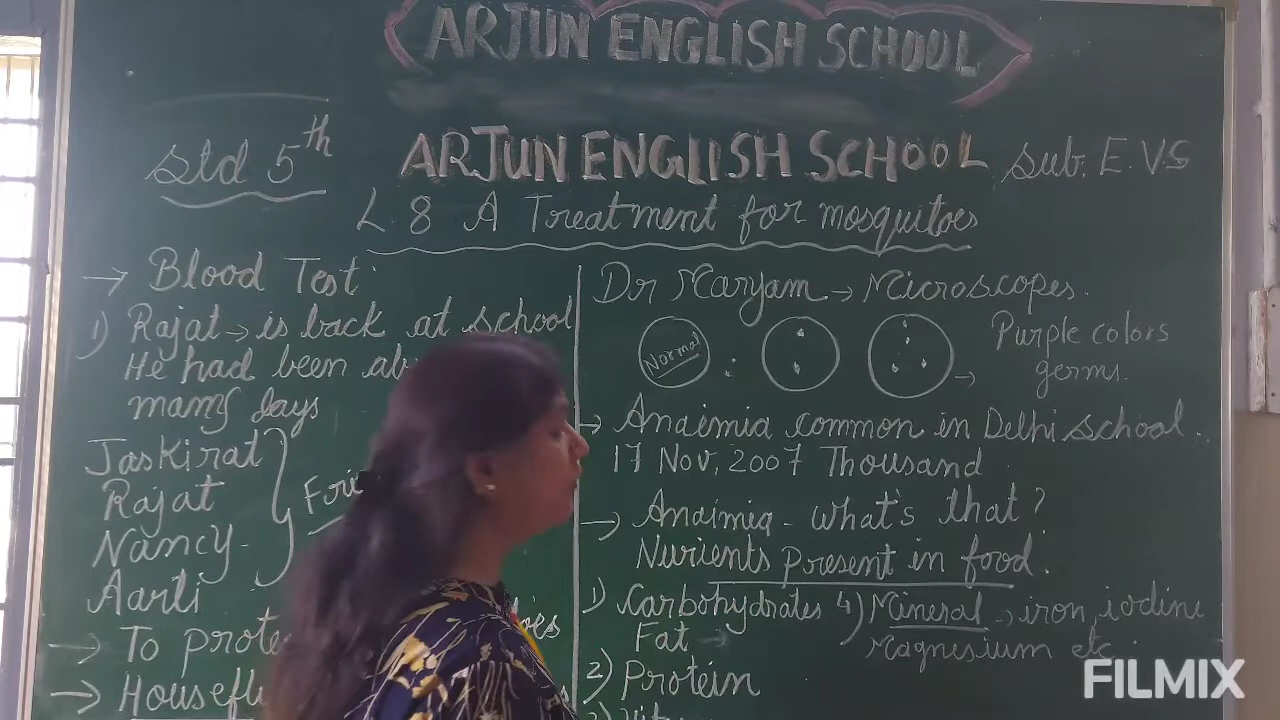 ARJUN ENGLISH SCHOOL
std 5th
ARJUN ENGLISH SCHOOL
sub. E.V.S
L 8 A Treatment for mosquitoes
→ Blood Test
1) Rajat → is back at school
He had been
many days
Jaskirat
Rajat
Nancy
Aarti
→ To
→
Dr Maryam → Microscopes.
Normal
Purple colors
germs.
→ Anaemia common in Delhi school..
17 Nov, 2007 Thousand
→ Anaimia - what's that?
Nurients present in food.
1) Carbohydrates 4) Mineral → iron, iodine
Fat → Magnesium etc
2) Protein
FILMIX